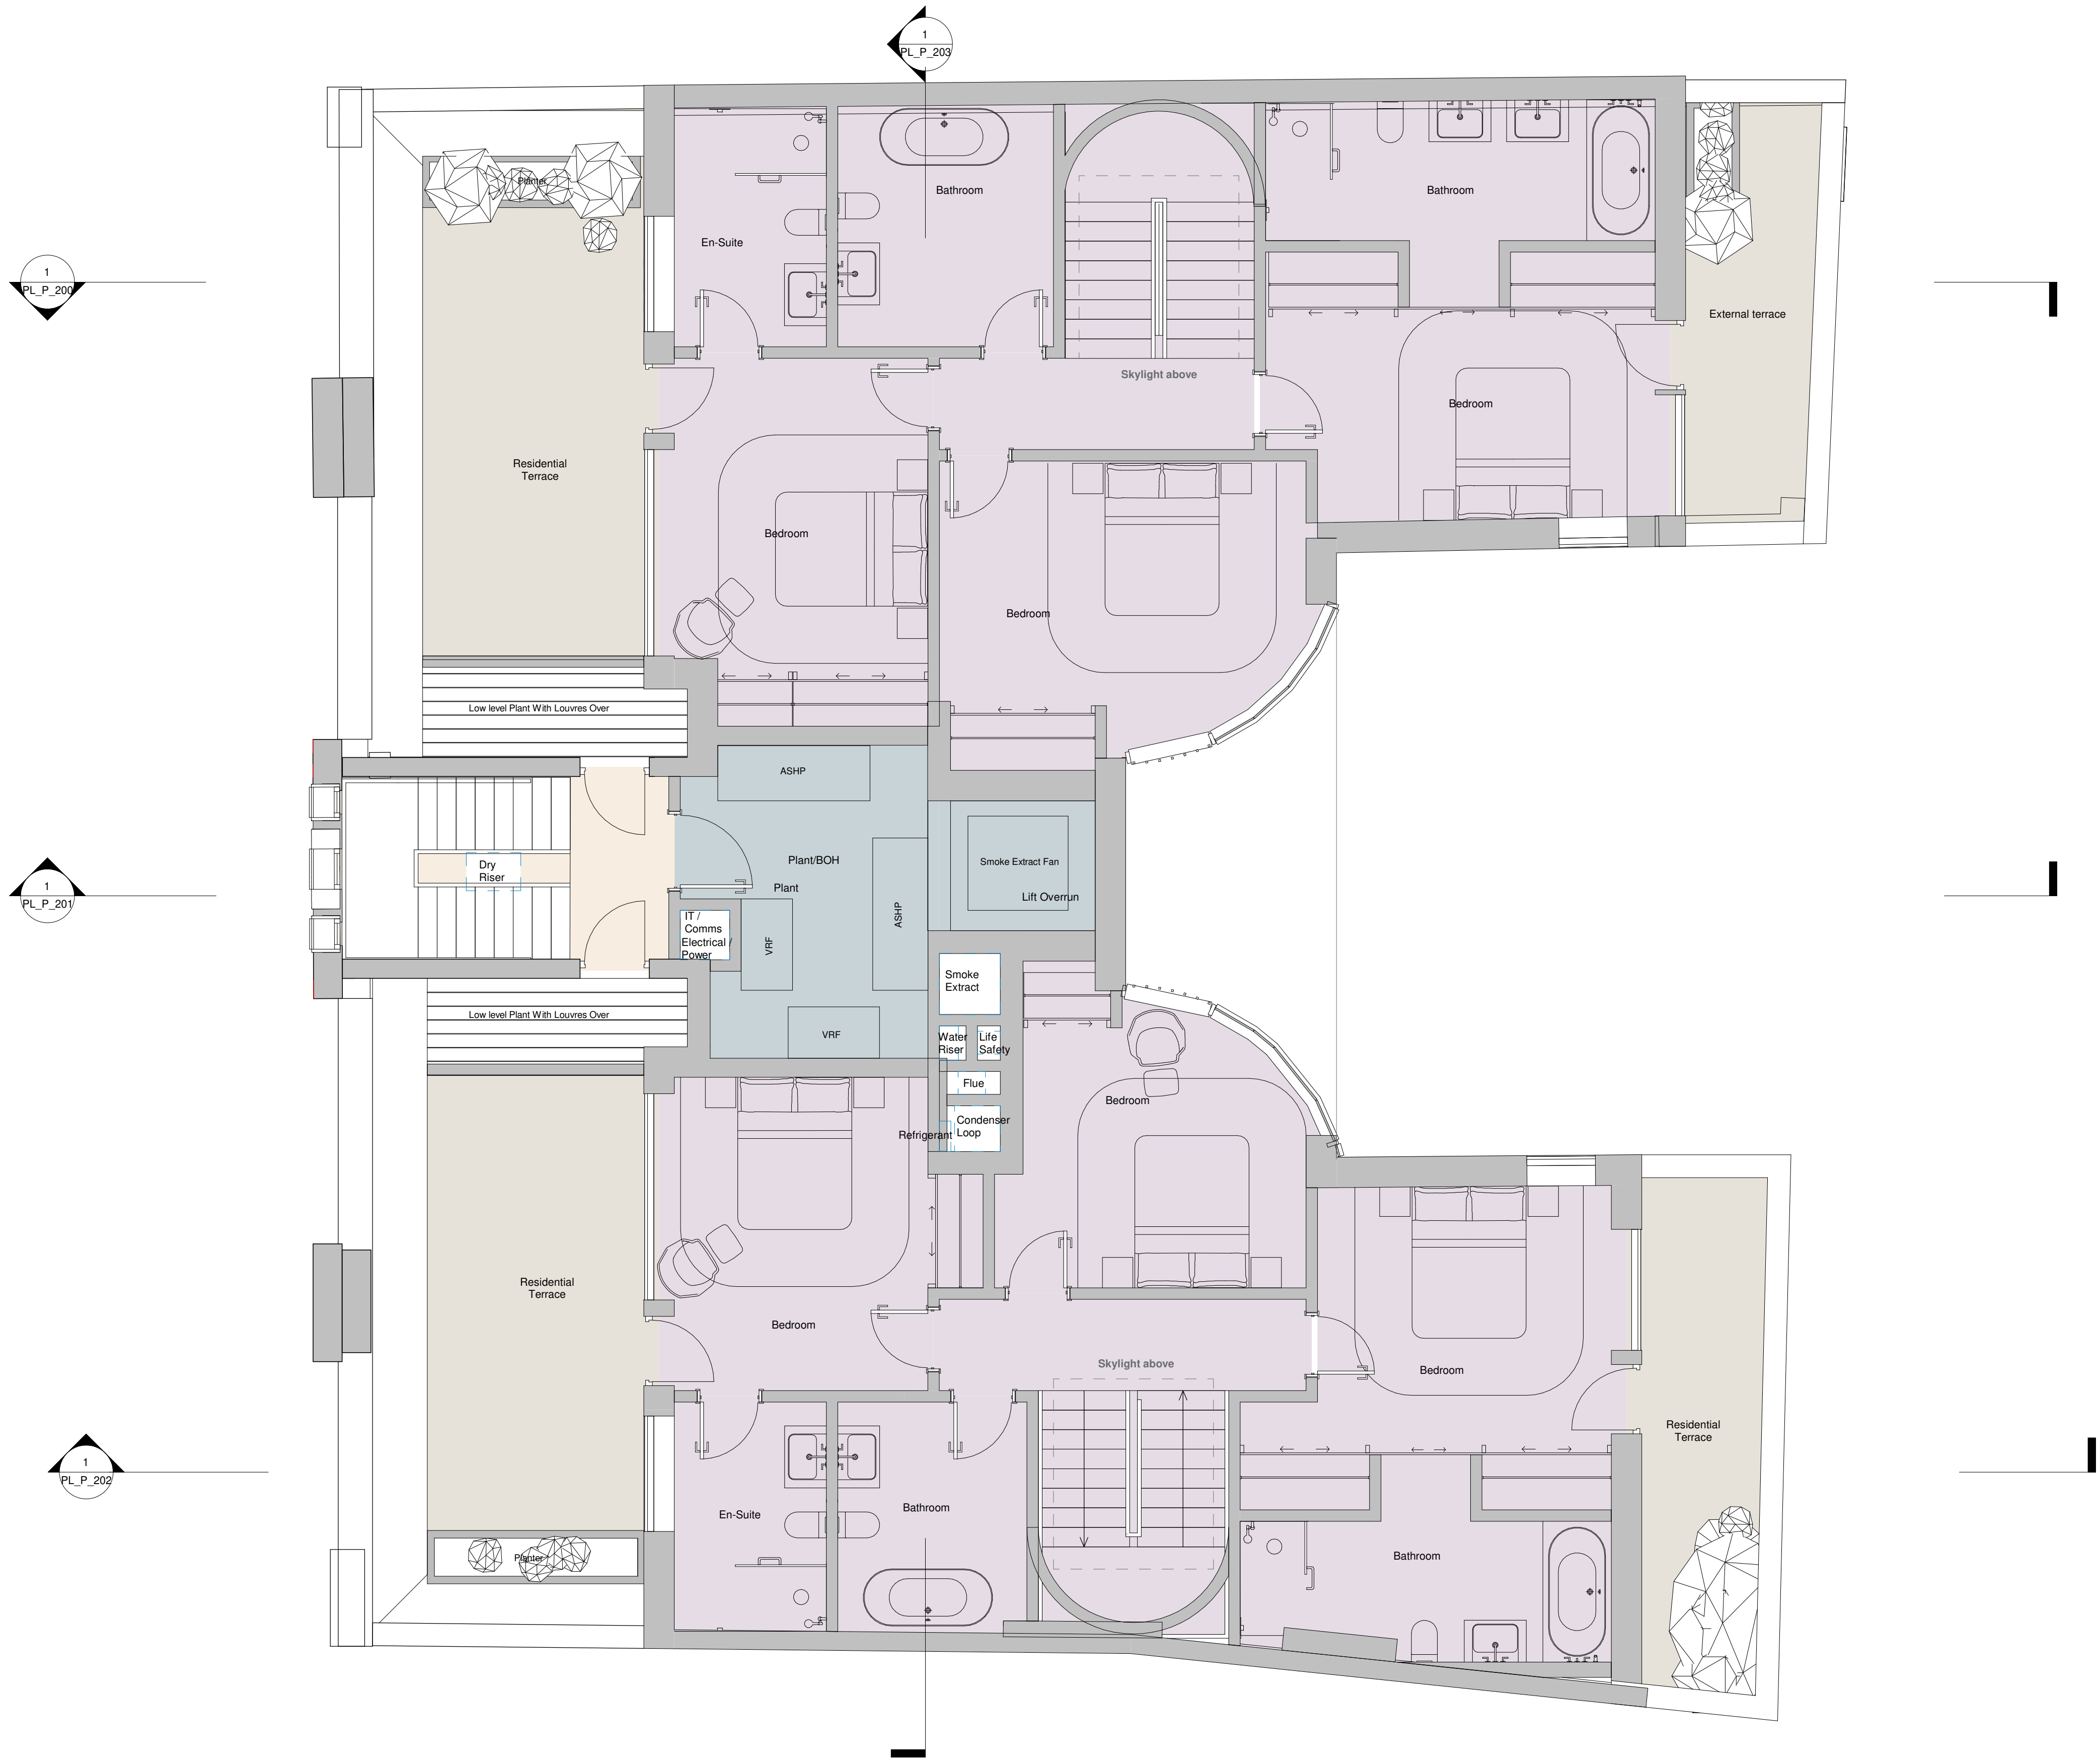 1
PL_P_203
Planter
Bathroom
Bathroom
En-Suite
1
PL_P_200
External terrace
Skylight above
Bedroom
Residential
Terrace
Bedroom
Bedroom
Low level Plant With Louvres Over
ASHP
Plant/BOH
Smoke Extract Fan
Dry
Riser
Plant
Lift Overrun
1
PL_P_201
IT /
Comms
Electrical /
Power
VRF
ASHP
Smoke
Extract
Low level Plant With Louvres Over
VRF
Water
Riser
Life
Safety
Flue
Bedroom
Condenser
Loop
Refrigerant
Residential
Terrace
Bedroom
Skylight above
Bedroom
Residential
Terrace
1
PL_P_202
En-Suite
Bathroom
Planter
Bathroom